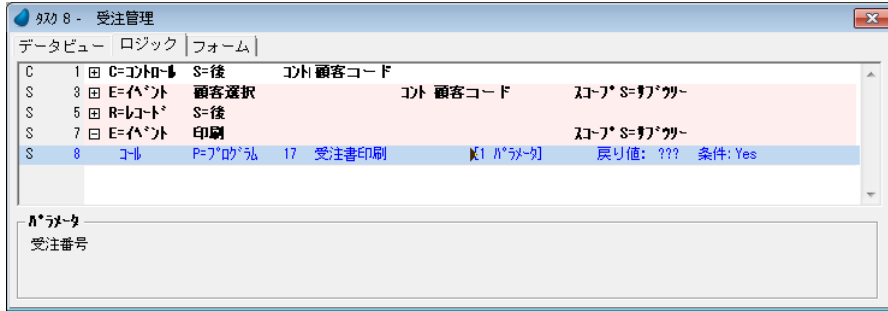 ﾀｽｸ 8 - 受注管理
データビュー ロジック フォーム
C 1 C=ｺﾝﾄﾛｰﾙ S=後 ｺﾝﾄ 顧客コード
S 3 E=ｲﾍﾞﾝﾄ 顧客選択 ｺﾝﾄ 顧客コード ｽｺｰﾌﾟ S=ｻﾌﾞﾂﾘｰ
S 5 R=ﾚｺｰﾄﾞ S=後
S 7 E=ｲﾍﾞﾝﾄ 印刷 ｽｺｰﾌﾟ S=ｻﾌﾞﾂﾘｰ
S 8 ｺｰﾙ P=ﾌﾟﾛｸﾞﾗﾑ 17 受注書印刷 [1 ﾊﾟﾗﾒｰﾀ] 戻り値: ??? 条件: Yes
ﾊﾟﾗﾒｰﾀ
受注番号